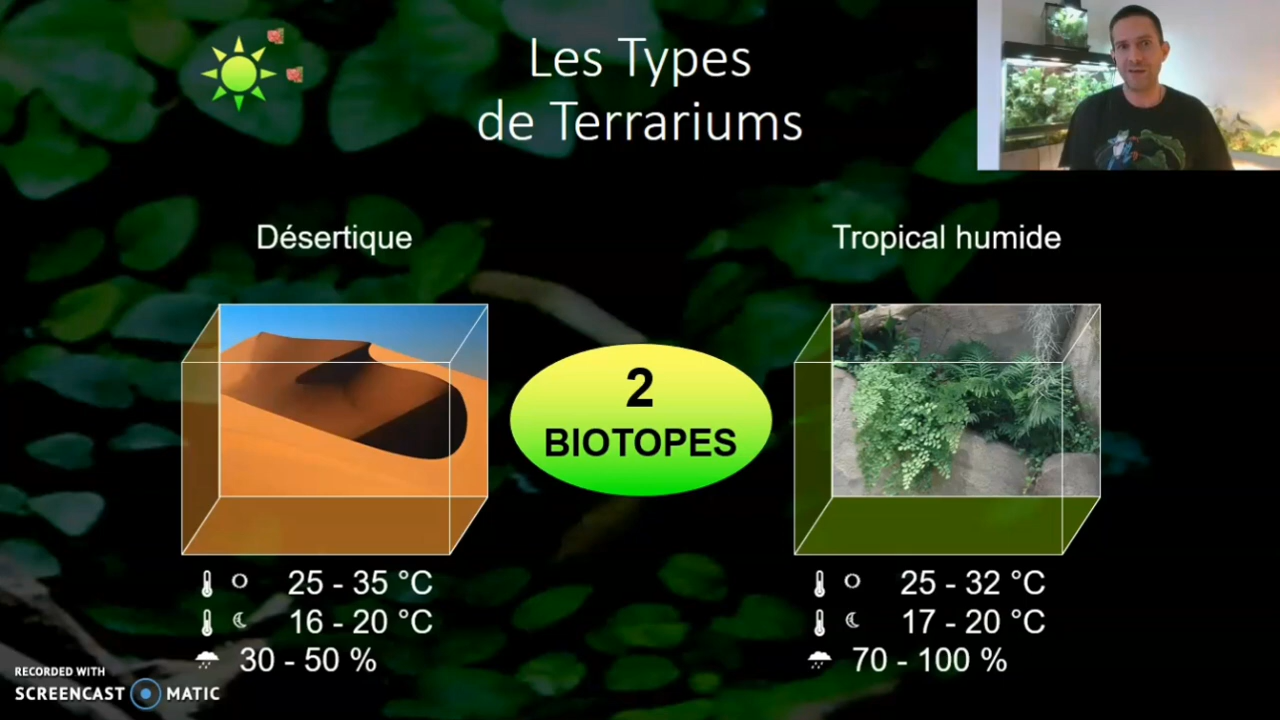 Les Types
de Terrariums
Désertique
Tropical humide
2
BIOTOPES
25 - 35 °C
16 - 20 °C
30 - 50 %
25 - 32 °C
17 - 20 °C
70 - 100 %
RECORDED WITH
SCREENCAST MATIC